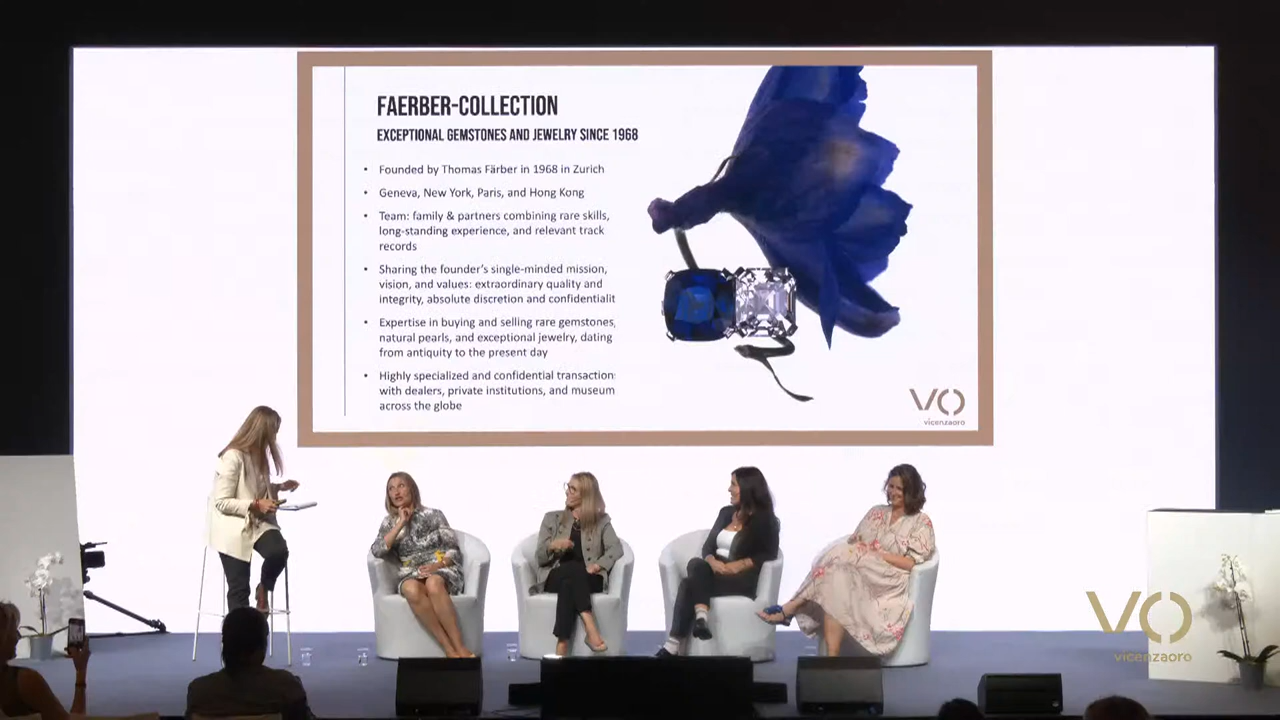 FAERBER-COLLECTION
EXCEPTIONAL GEMSTONES AND JEWELRY SINCE 1968
• Founded by Thomas Färber in 1968 in Zurich
• Geneva, New York, Paris, and Hong Kong
• Team: family & partners combining rare skills,
long-standing experience, and relevant track
records
• Sharing the founder's single-minded mission,
vision, and values: extraordinary quality and
integrity, absolute discretion and confidentialit
• Expertise in buying and selling rare gemstones,
natural pearls, and exceptional jewelry, dating
from antiquity to the present day
• Highly specialized and confidential transaction
with dealers, private institutions, and museum
across the globe
VO
vicenzaoro
VO
vicenzaoro